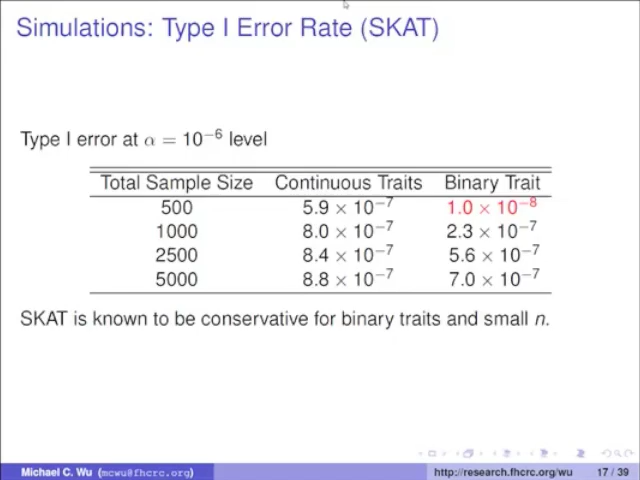 Simulations: Type I Error Rate (SKAT)
Type I error at α = 10⁻⁶ level
Total Sample Size Continuous Traits Binary Trait
500 5.9 × 10⁻⁷ 1.0 × 10⁻⁸
1000 8.0 × 10⁻⁷ 2.3 × 10⁻⁷
2500 8.4 × 10⁻⁷ 5.6 × 10⁻⁷
5000 8.8 × 10⁻⁷ 7.0 × 10⁻⁷
SKAT is known to be conservative for binary traits and small n.
Michael C. Wu (mcwu@fhcrc.org) http://research.fhcrc.org/wu 17 / 39